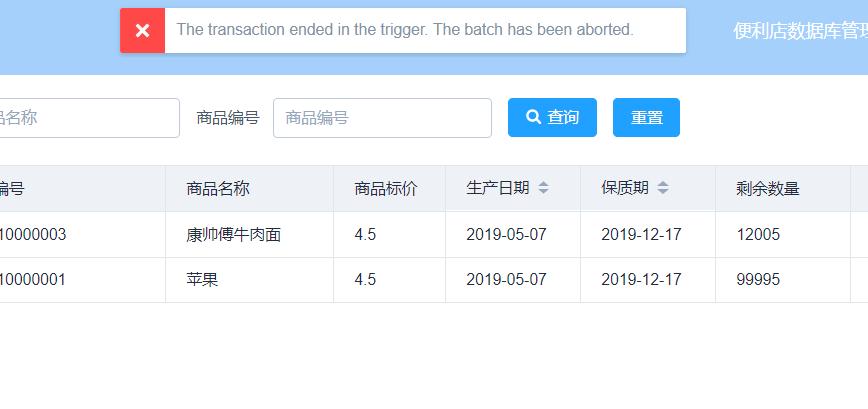 The transaction ended in the trigger. The batch has been aborted.
便利店数据库管理
品名称 商品编号 商品编号 查询 重置
编号 商品名称 商品标价 生产日期 保质期 剩余数量
10000003 康帅傅牛肉面 4.5 2019-05-07 2019-12-17 12005
10000001 苹果 4.5 2019-05-07 2019-12-17 99995